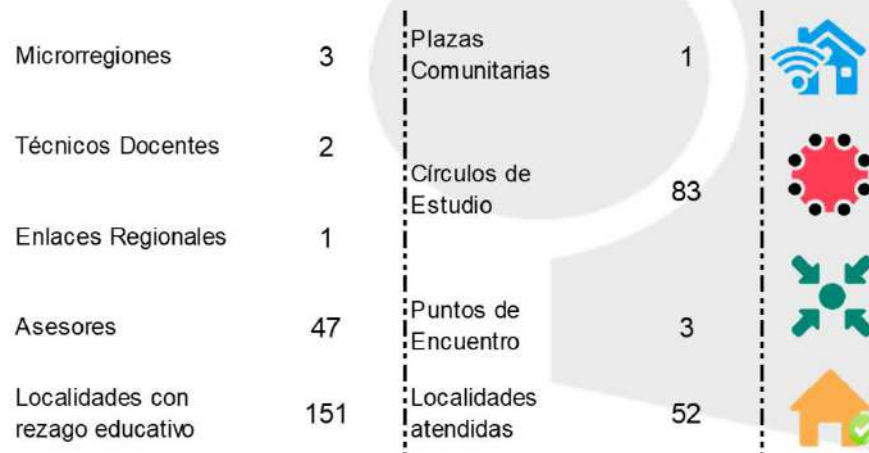 Microrregiones 3
Técnicos Docentes 2
Enlaces Regionales 1
Asesores 47
Localidades con
rezago educativo 151
Plazas
Comunitarias 1
Círculos de
Estudio 83
Puntos de
Encuentro 3
Localidades
atendidas 52